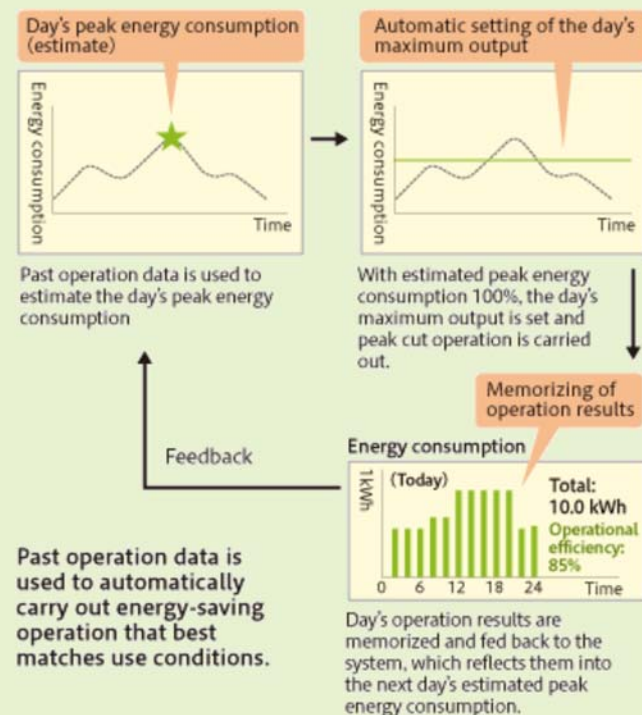 Day's peak energy consumption
(estimate)
Energy consumption
Time
Past operation data is used to
estimate the day's peak energy
consumption
Automatic setting of the day's
maximum output
Energy consumption
Time
With estimated peak energy
consumption 100%, the day's
maximum output is set and
peak cut operation is carried
out.
Memorizing of
operation results
Energy consumption
1kWh
(Today)
Total:
10.0 kWh
Operational
efficiency:
85%
0 6 12 18 24 Time
Day's operation results are
memorized and fed back to the
system, which reflects them into
the next day's estimated peak
energy consumption.
Feedback
Past operation data is
used to automatically
carry out energy-saving
operation that best
matches use conditions.